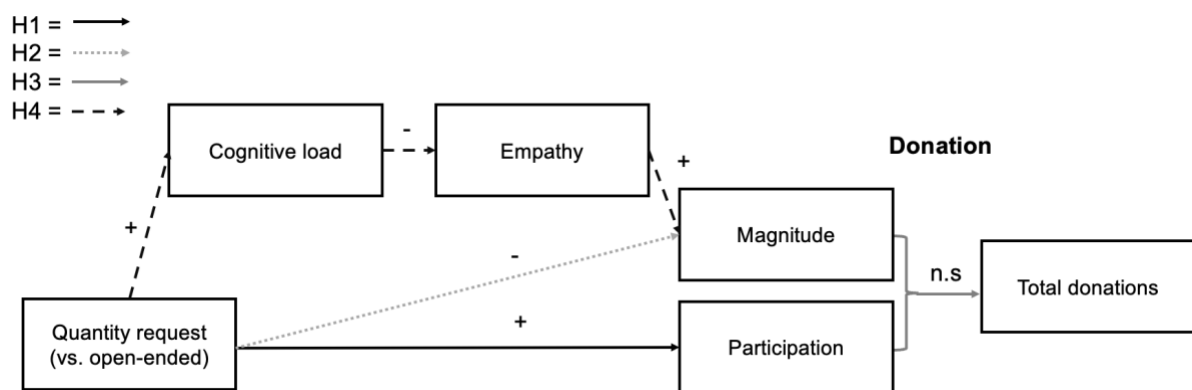 H1 =
H2 =
H3 =
H4 =
Cognitive load
-
Empathy
+
Donation
+
Magnitude
-
n.s
Total donations
Quantity request
(vs. open-ended)
+
Participation